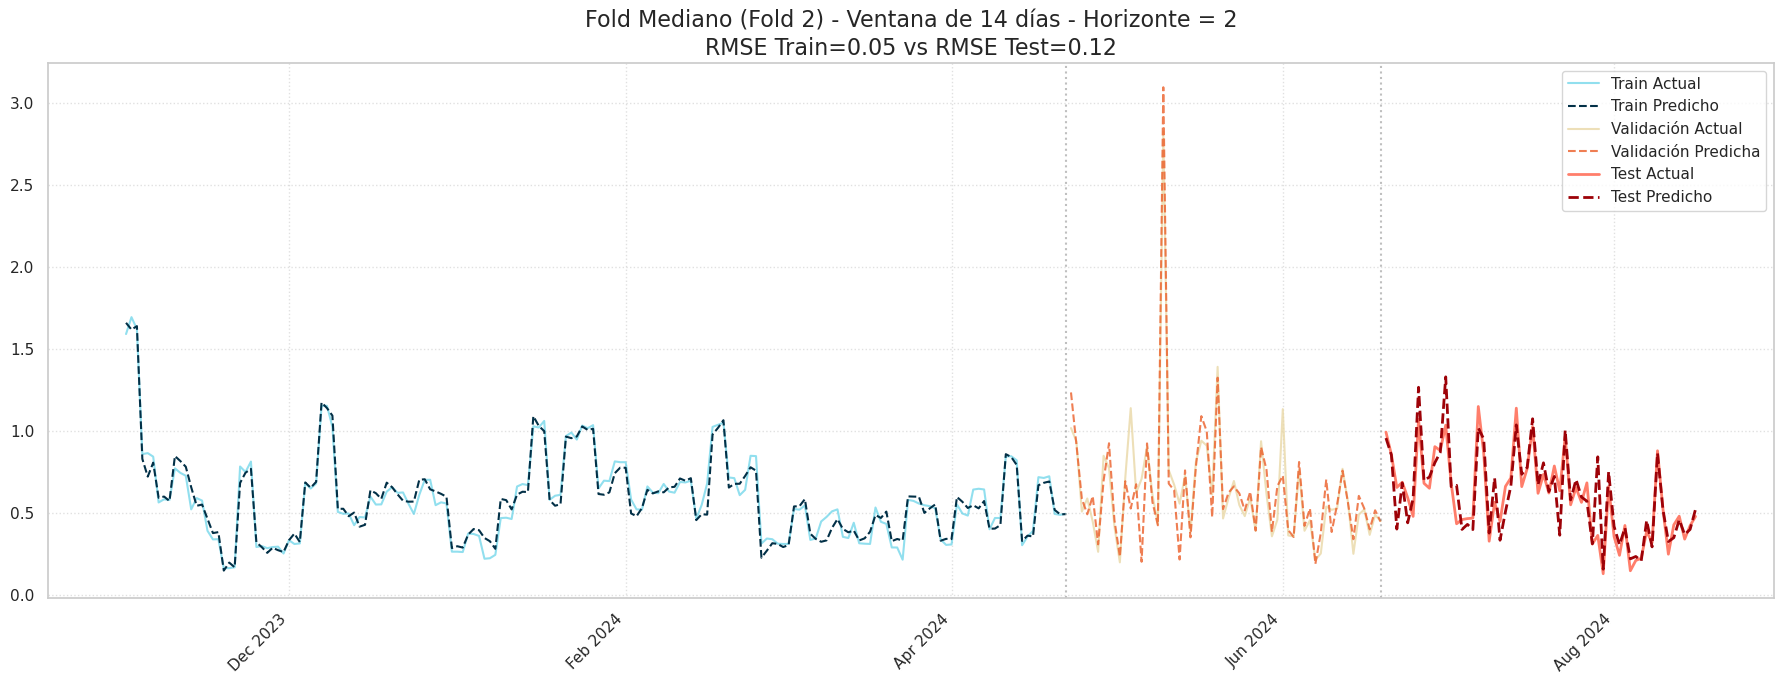 Fold Mediano (Fold 2) - Ventana de 14 días - Horizonte = 2
RMSE Train=0.05 vs RMSE Test=0.12
Train Actual
Train Predicho
Validación Actual
Validación Predicha
Test Actual
Test Predicho
3.0
2.5
2.0
1.5
1.0
0.5
0.0
Dec 2023
Feb 2024
Apr 2024
Jun 2024
Aug 2024